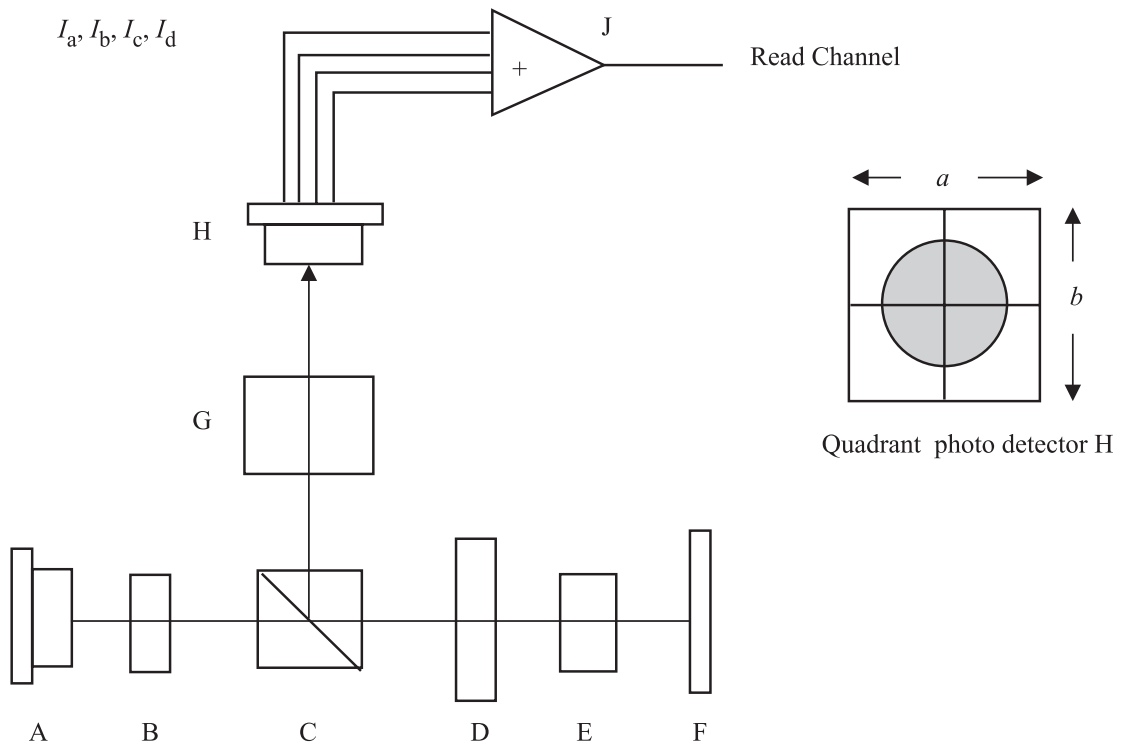 I_a, I_b, I_c, I_d
J
+
Read Channel
a
H
b
G
Quadrant photo detector H
A
B
C
D
E
F